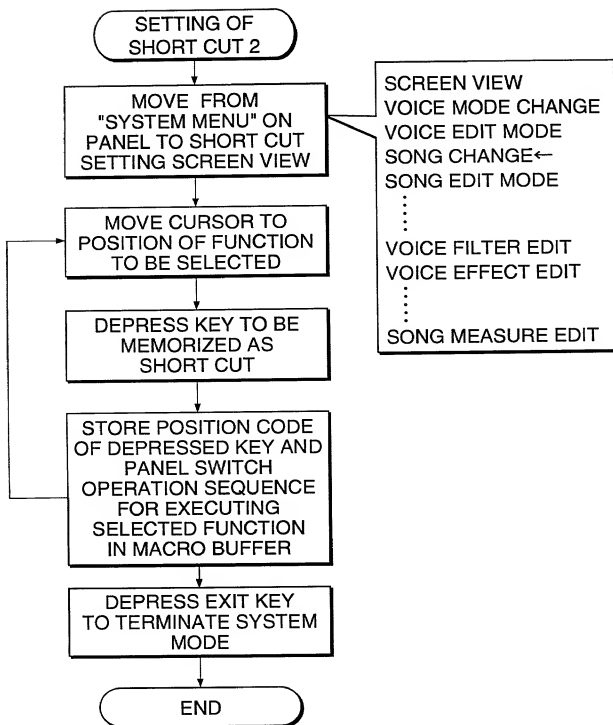 SETTING OF
SHORT CUT 2
MOVE FROM
"SYSTEM MENU" ON
PANEL TO SHORT CUT
SETTING SCREEN VIEW
SCREEN VIEW
VOICE MODE CHANGE
VOICE EDIT MODE
SONG CHANGE←
SONG EDIT MODE
VOICE FILTER EDIT
VOICE EFFECT EDIT
SONG MEASURE EDIT
MOVE CURSOR TO
POSITION OF FUNCTION
TO BE SELECTED
DEPRESS KEY TO BE
MEMORIZED AS
SHORT CUT
STORE POSITION CODE
OF DEPRESSED KEY AND
PANEL SWITCH
OPERATION SEQUENCE
FOR EXECUTING
SELECTED FUNCTION
IN MACRO BUFFER
DEPRESS EXIT KEY
TO TERMINATE SYSTEM
MODE
END